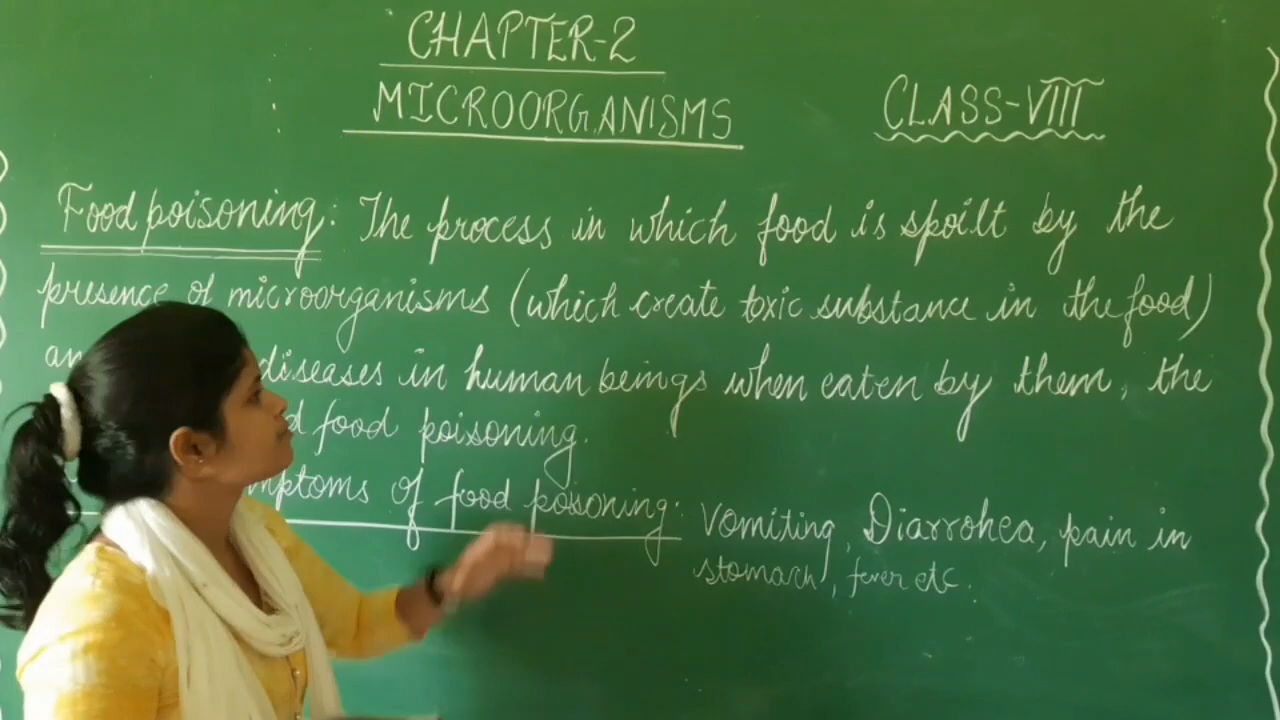 CHAPTER-2
MICROORGANISMS
CLASS-VIII
Food poisoning: The process in which food is spoilt by the
presence of microorganisms (which create toxic substance in the food)
diseases in human beings when eaten by them, the
food poisoning.
of food poisoning: Vomiting, Diarrohea, pain in
stomach, fever etc.